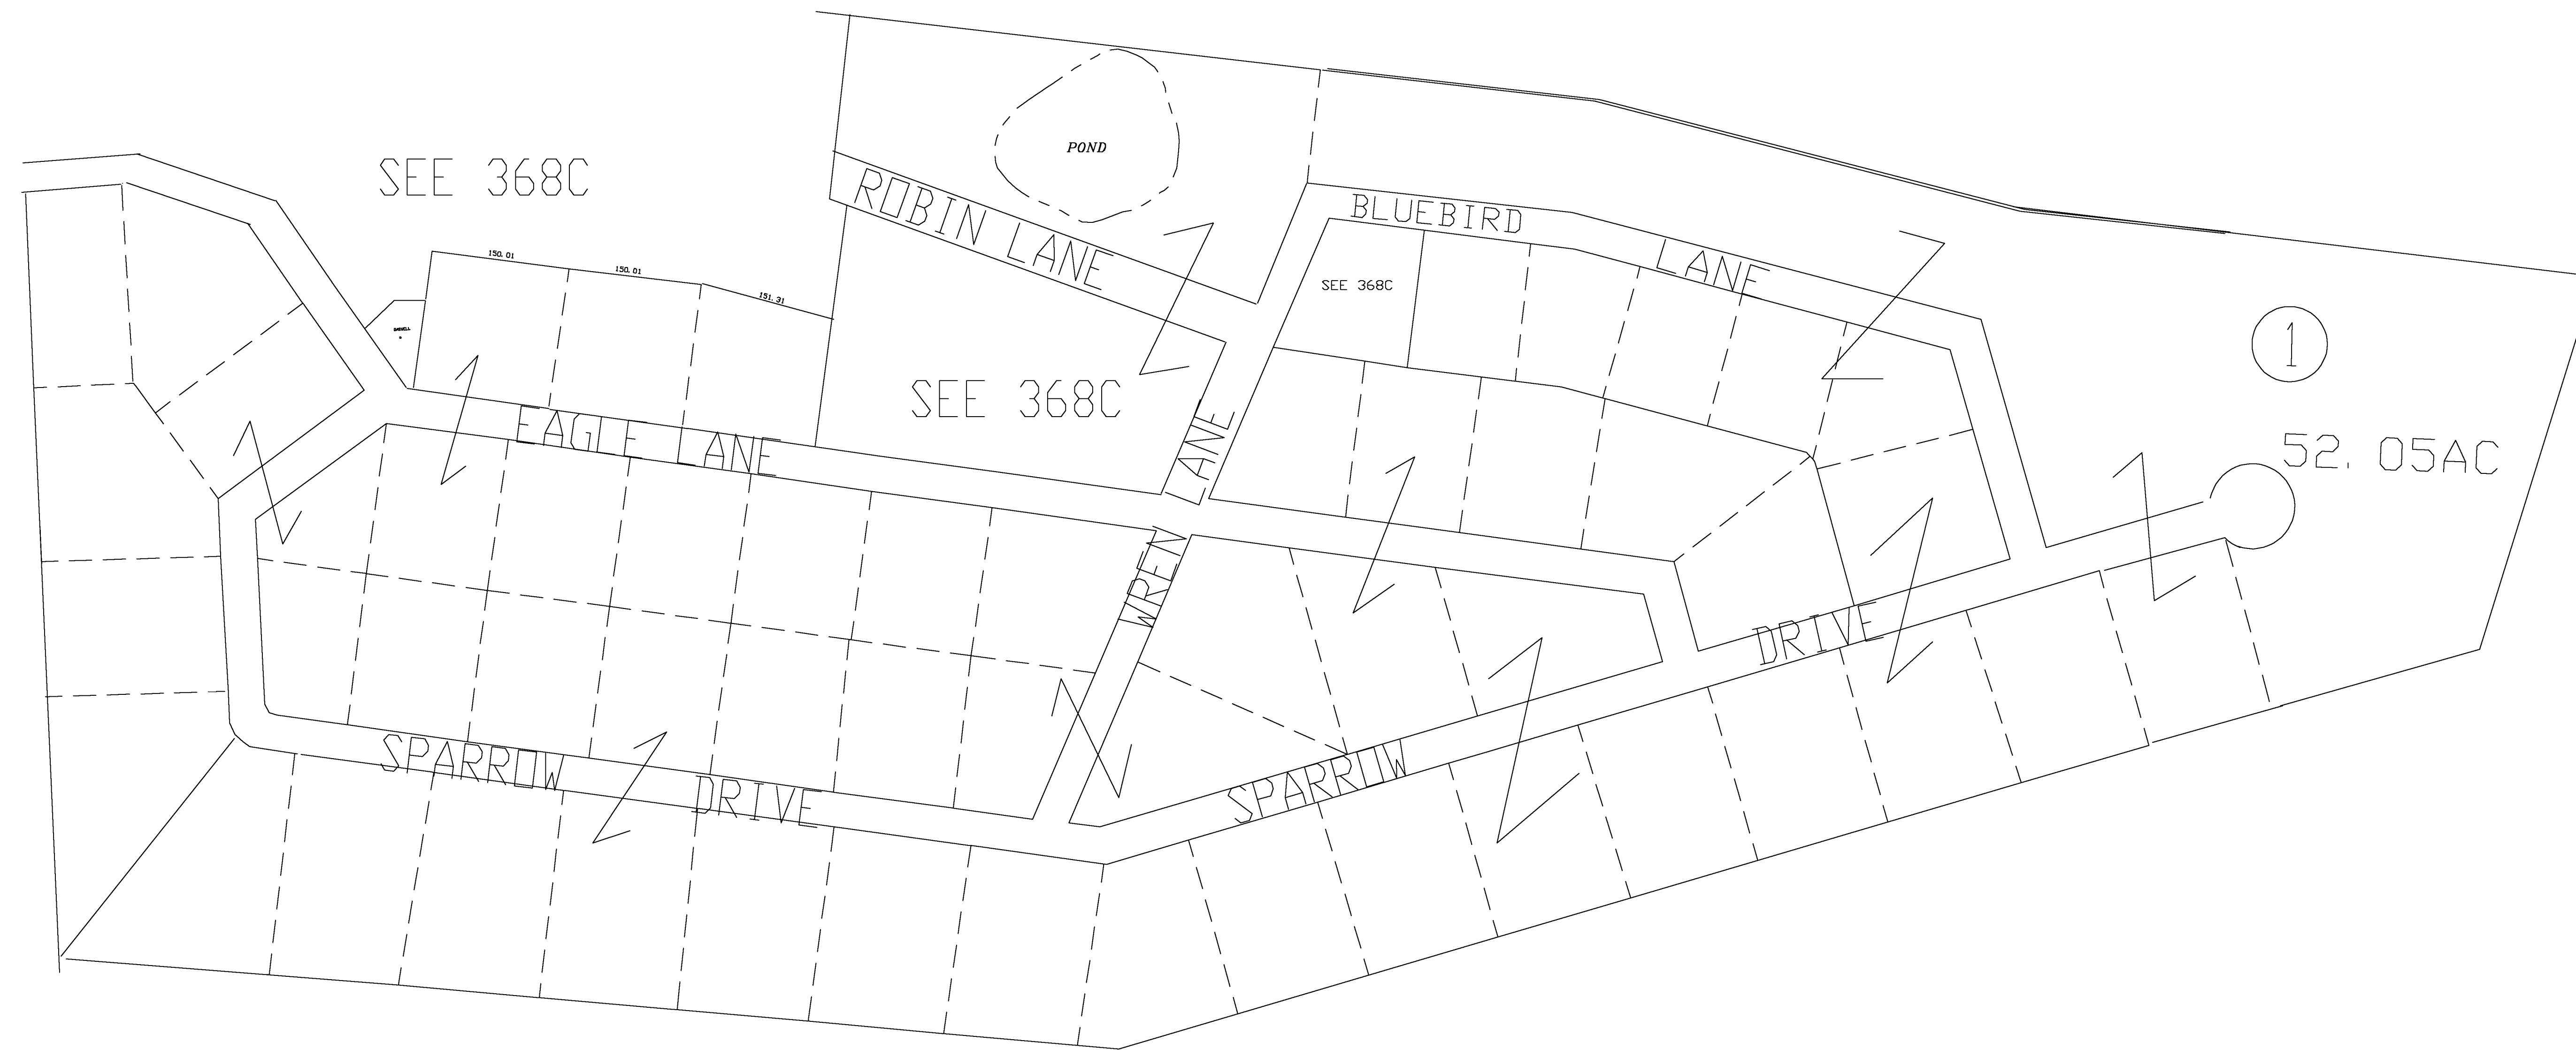 POND
SEE 368C
ROBIN LANE
BLUEBIRD LANE
150.01
150.01
151.31
SEE 368C
1
SEE 368C
52.05AC
EAGLE LANE
WREN LANE
DRIVE
SPARROW DRIVE
SPARROW